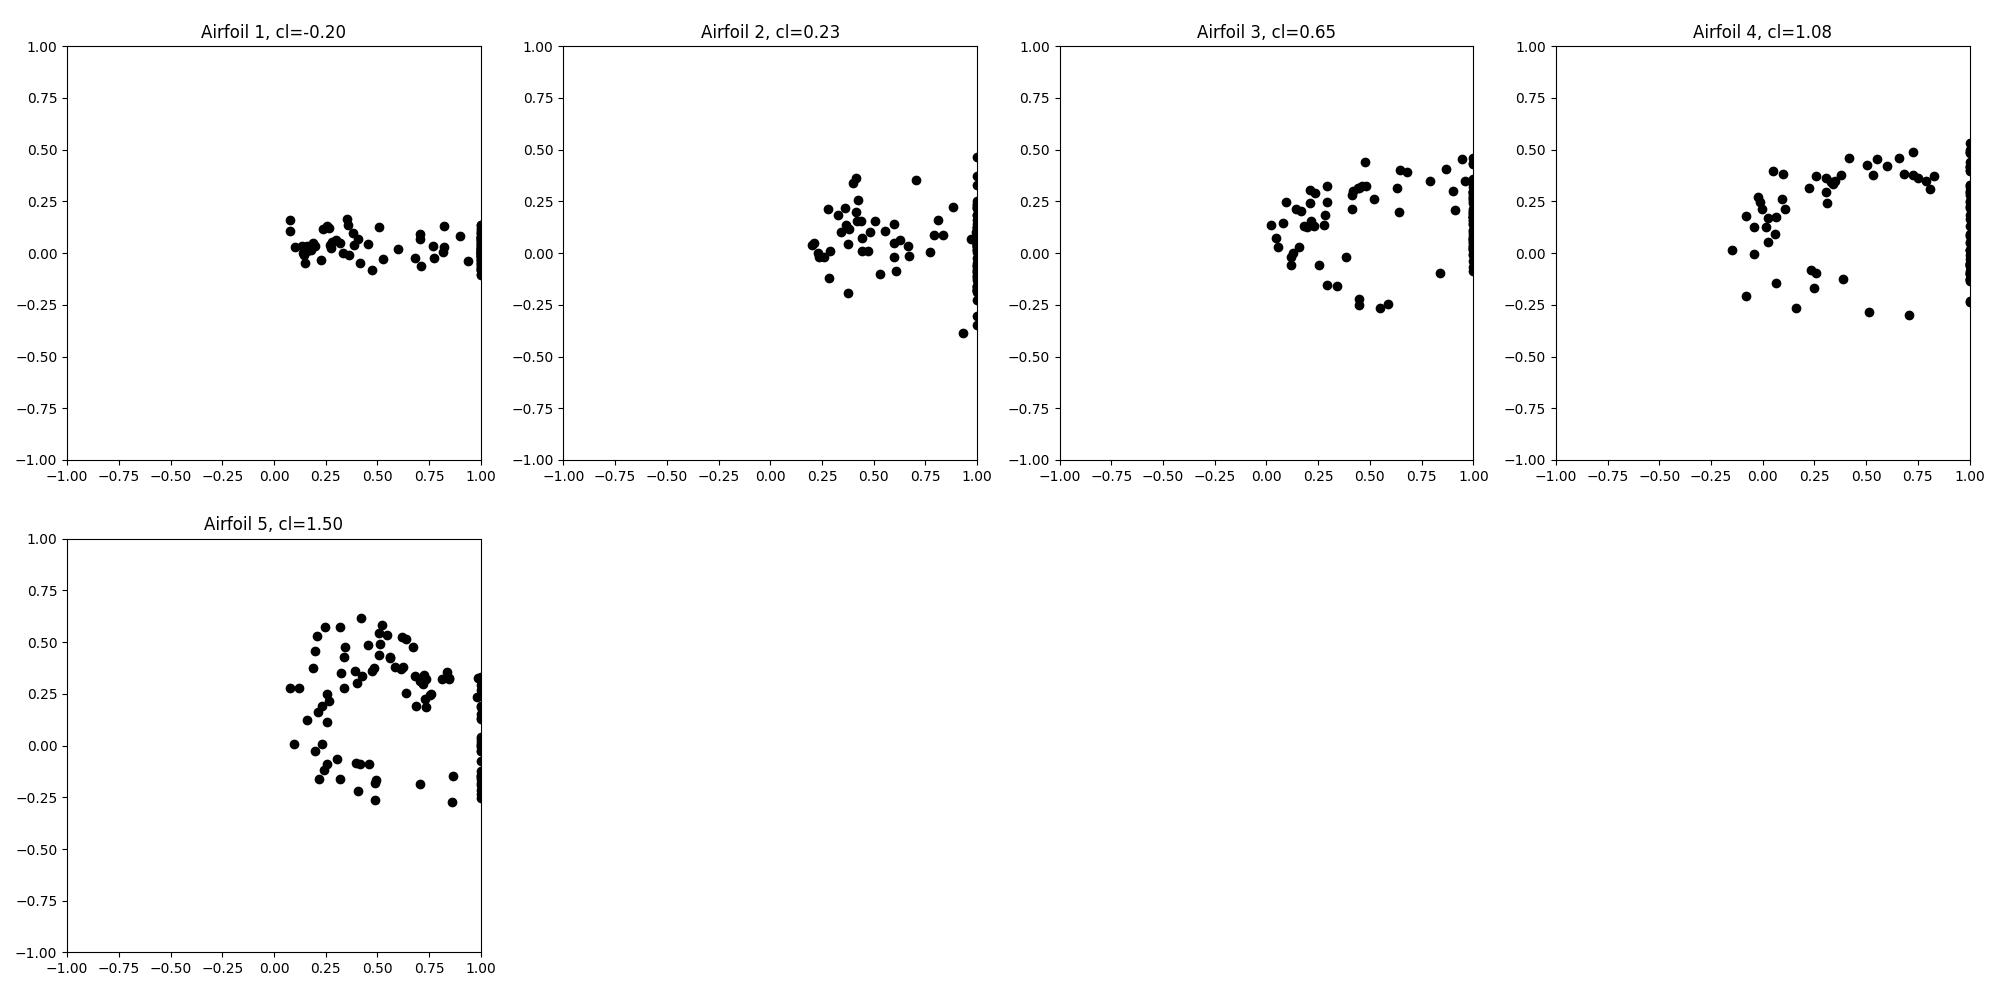 Airfoil 1, cl=-0.20
Airfoil 2, cl=0.23
Airfoil 3, cl=0.65
Airfoil 4, cl=1.08
1.00 1.00 1.00 1.00
0.75 0.75 0.75 0.75
0.50 0.50 0.50 0.50
0.25 0.25 0.25 0.25
0.00 0.00 0.00 0.00
−0.25 −0.25 −0.25 −0.25
−0.50 −0.50 −0.50 −0.50
−0.75 −0.75 −0.75 −0.75
−1.00 −1.00 −1.00 −1.00
−1.00 −0.75 −0.50 −0.25 0.00 0.25 0.50 0.75 1.00
−1.00 −0.75 −0.50 −0.25 0.00 0.25 0.50 0.75 1.00
−1.00 −0.75 −0.50 −0.25 0.00 0.25 0.50 0.75 1.00
−1.00 −0.75 −0.50 −0.25 0.00 0.25 0.50 0.75 1.00
Airfoil 5, cl=1.50
1.00
0.75
0.50
0.25
0.00
−0.25
−0.50
−0.75
−1.00
−1.00 −0.75 −0.50 −0.25 0.00 0.25 0.50 0.75 1.00